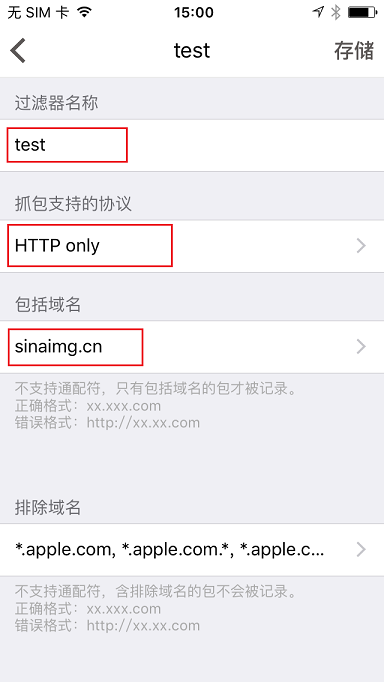 无 SIM 卡 15:00
test 存储
过滤器名称
test
抓包支持的协议
HTTP only
包括域名
sinaimg.cn
不支持通配符，只有包括域名的包才被记录。
正确格式：xx.xxx.com
错误格式：http://xx.xx.com
排除域名
*.apple.com, *.apple.com.*, *.apple.c...
不支持通配符，含排除域名的包不会被记录。
正确格式：xx.xxx.com
错误格式：http://xx.xx.com